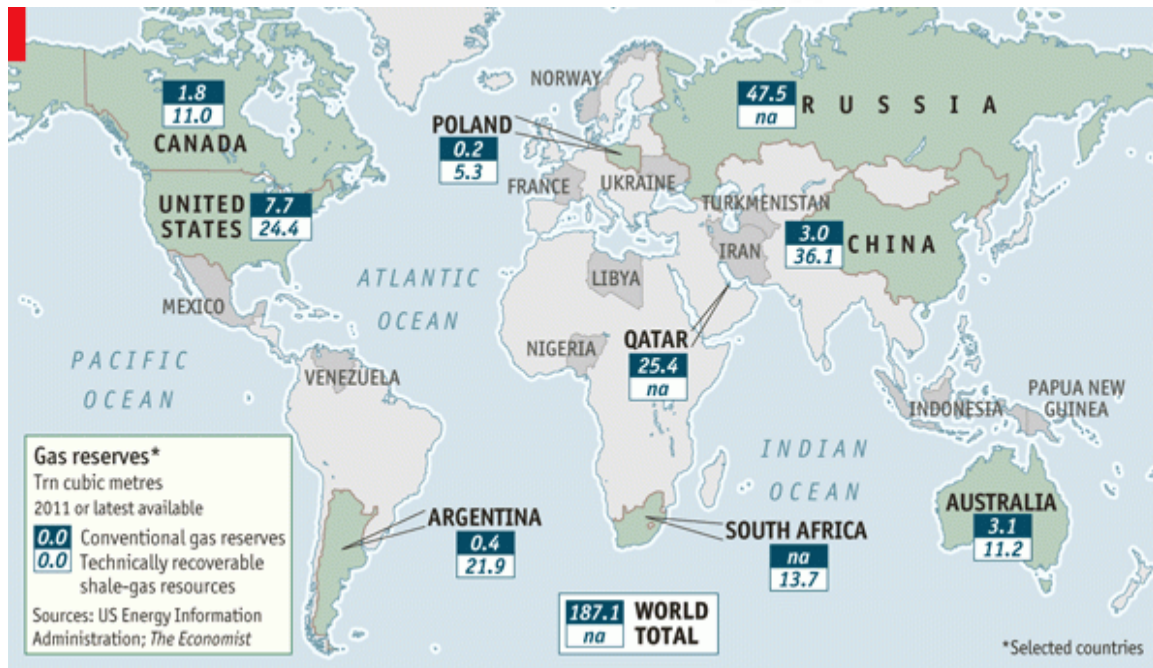 NORWAY
1.8
11.0
CANADA
POLAND
0.2
5.3
47.5
na
RUSSIA
FRANCE
UKRAINE
UNITED
STATES
7.7
24.4
TURKMENISTAN
3.0
36.1
CHINA
IRAN
LIBYA
ATLANTIC
OCEAN
MEXICO
PACIFIC
OCEAN
VENEZUELA
NIGERIA
QATAR
25.4
na
INDONESIA
PAPUA NEW
GUINEA
INDIAN
OCEAN
Gas reserves*
Trn cubic metres
2011 or latest available
0.0 Conventional gas reserves
0.0 Technically recoverable
shale-gas resources
Sources: US Energy Information
Administration; The Economist
ARGENTINA
0.4
21.9
SOUTH AFRICA
na
13.7
AUSTRALIA
3.1
11.2
187.1
na
WORLD
TOTAL
*Selected countries